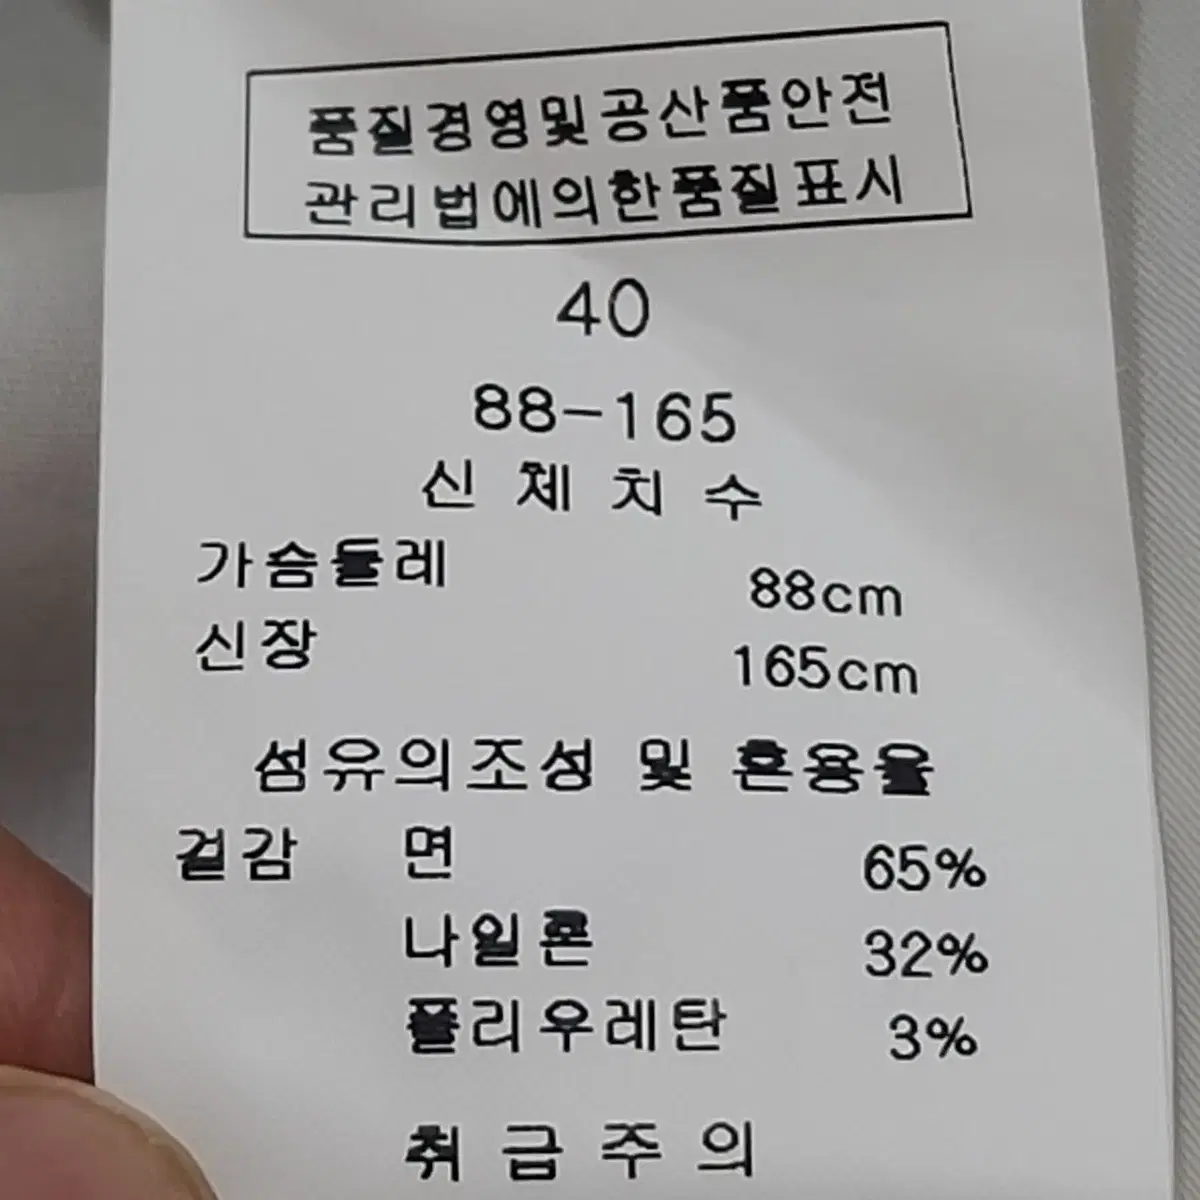 품질경영및공산품안전
관리법에의한품질표시
40
88-165
신체치수
가슴둘레 88cm
신장 165cm
섬유의조성 및 혼용율
겉감 면 65%
나일론 32%
폴리우레탄 3%
취급주의